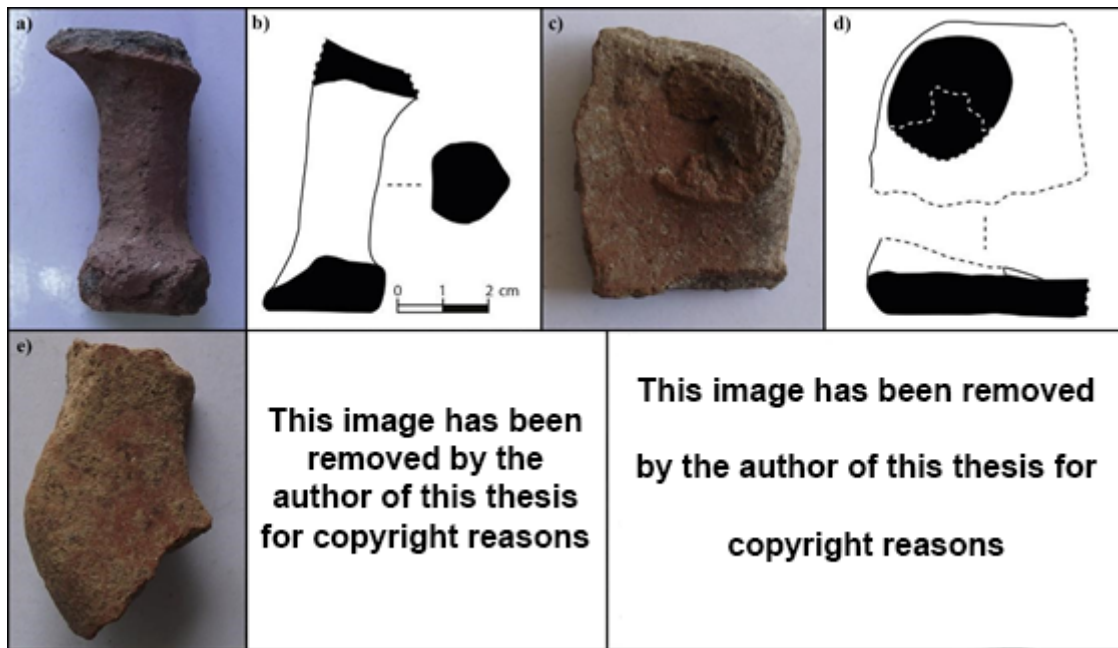 a)
b)
c)
d)
0 1 2 cm
e)
This image has been
removed by the
author of this thesis
for copyright reasons
This image has been removed
by the author of this thesis for
copyright reasons